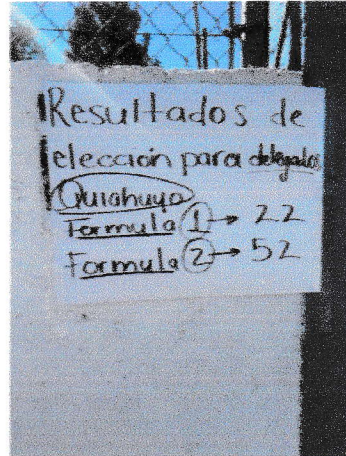 Resultados de
elección para delegados
Quiahuyo
Formula 1 → 22
Formula 2 → 52